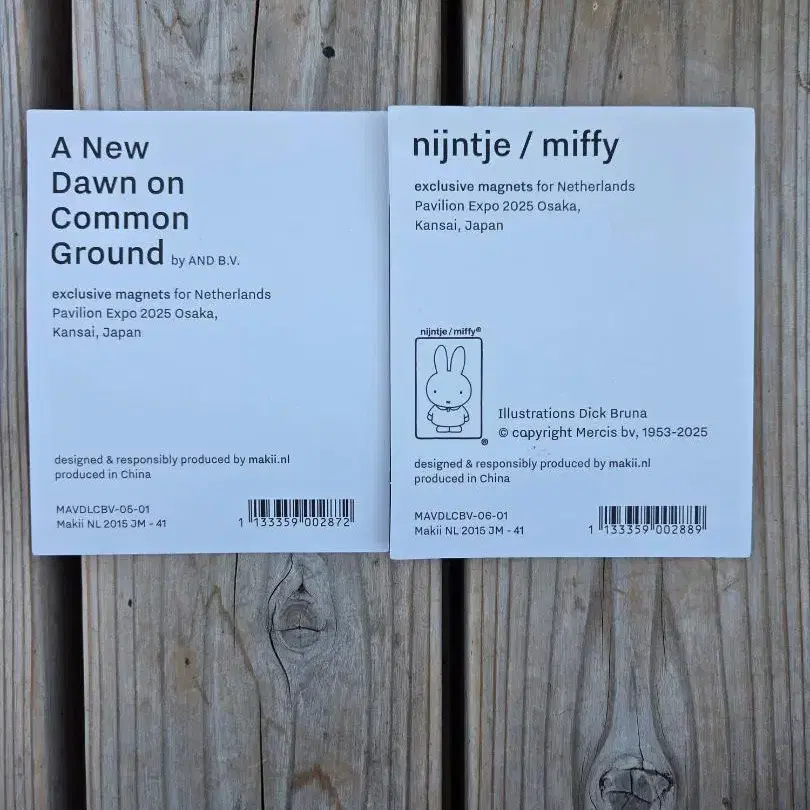 A New
Dawn on
Common
Ground by AND B.V.
exclusive magnets for Netherlands
Pavilion Expo 2025 Osaka,
Kansai, Japan
designed & responsibly produced by makii.nl
produced in China
MAVDLCBV-05-01
Makii NL 2015 JM - 41
1 133359 002872
nijntje / miffy
exclusive magnets for Netherlands
Pavilion Expo 2025 Osaka,
Kansai, Japan
nijntje / miffy®
®
Illustrations Dick Bruna
© copyright Mercis bv, 1953-2025
designed & responsibly produced by makii.nl
produced in China
MAVDLCBV-06-01
Makii NL 2015 JM - 41
1 133359 002889